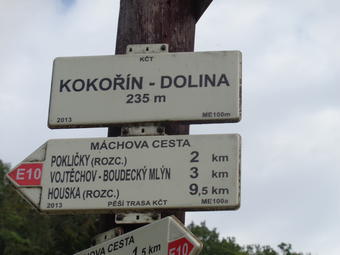 KČT
KOKOŘÍN - DOLINA
235 m
2013 ME100m
MÁCHOVA CESTA
E10
POKLIČKY (ROZC.) 2 km
VOJTĚCHOV - BOUDECKÝ MLÝN 3 km
HOUSKA (ROZC.) 9,5 km
2013 PĚŠÍ TRASA KČT ME100a
MÁCHOVA CESTA
1,5 km
E10